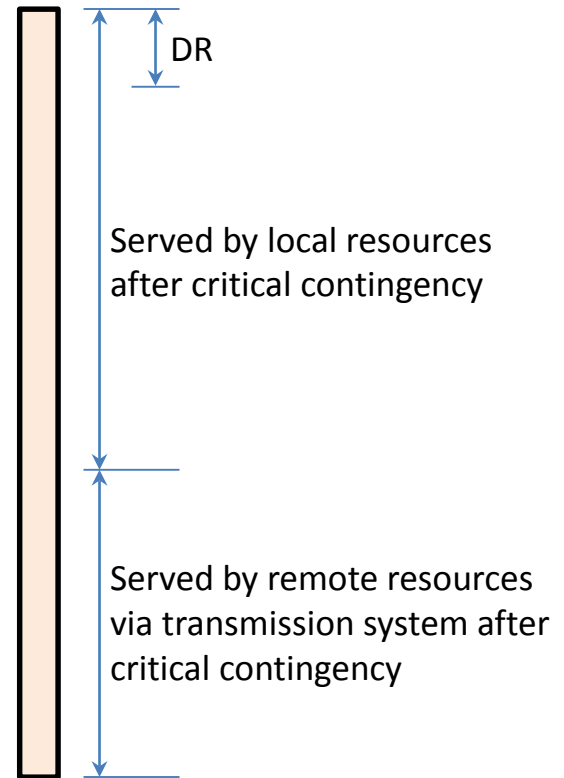 DR
Served by local resources
after critical contingency
Served by remote resources
via transmission system after
critical contingency